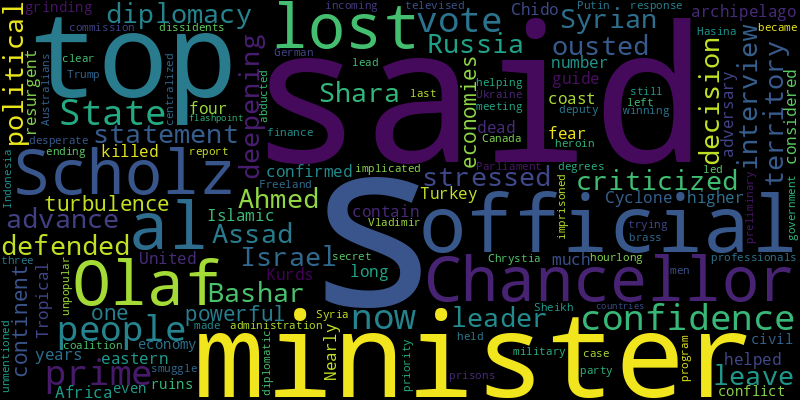 grinding
diplomacy
lost
incoming
televised
Chido
Putin
response
archipelago
commission
dissidents
vote
Syrian
Hasina
became
political
top
German
Russia
ousted
resurgent
Australians
clear
Trump
centralized
deepening
abducted
lead
said
economies
number
interview
State
four
Shara
last
helping
Ukraine
meeting
guide
coast
deputy
still
left
winning
decision
adversary
territory
considered
statement
flashpoint
finance
dead
Canada
fear
heroin
desperate
ending
killed
report
Indonesia
Scholz
confirmed
implicated
Parliament
degrees
led
stressed
criticized
turbulence
Freeland
Ahmed
Turkey
Cyclone
higher
imprisoned
preliminary
government
advance
al
Islamic
contain
Vladimir
S
official
trying
brass
defended
Assad
United
Israel
secret
Chrystia
much
hourlong
men
professionals
three
Kurds
long
continent
Tropical
unpopular
Olaf
Bashar
Chancellor
Sheikh
countries
one
powerful
Syria
now
leader
confidence
people
made
administration
coalition
economy
minister
held
civil
years
eastern
diplomatic
Nearly
priority
military
case
program
helped
unmentioned
prime
smuggle
ruins
prisons
party
leave
Africa
even
conflict